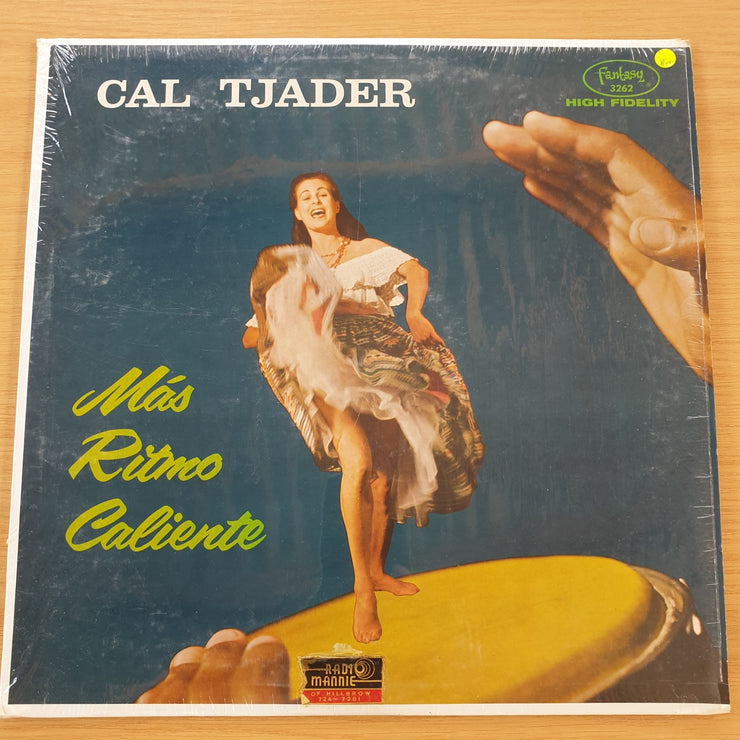 CAL TJADER
Fantasy
3262
HIGH FIDELITY
Más
Ritmo
Caliente
RADIO
MANNIE
OF HILLBROW